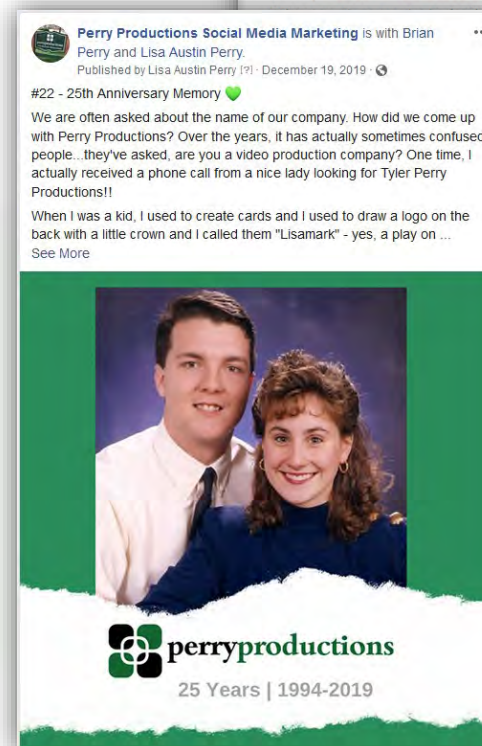 Perry Productions Social Media Marketing is with Brian
Perry and Lisa Austin Perry.
Published by Lisa Austin Perry [?] · December 19, 2019 ·
#22 - 25th Anniversary Memory 💚
We are often asked about the name of our company. How did we come up
with Perry Productions? Over the years, it has actually sometimes confused
people...they've asked, are you a video production company? One time, I
actually received a phone call from a nice lady looking for Tyler Perry
Productions!!
When I was a kid, I used to create cards and I used to draw a logo on the
back with a little crown and I called them "Lisamark" - yes, a play on ...
See More
perryproductions
25 Years | 1994-2019